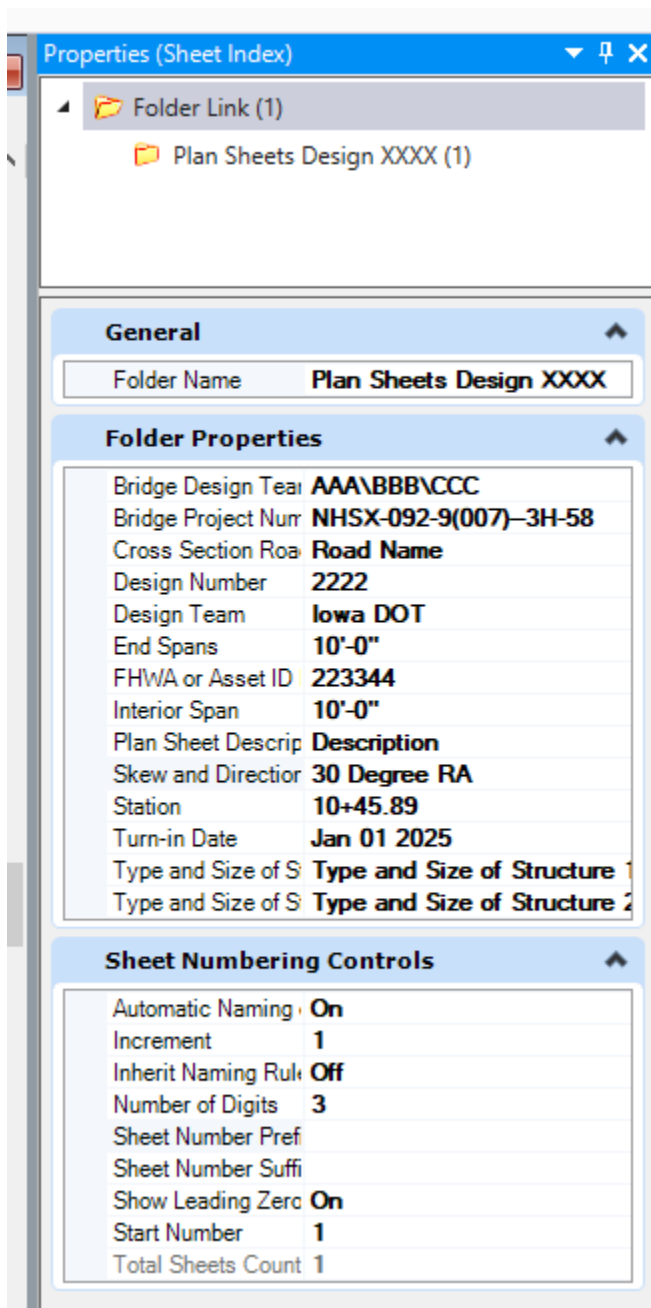 Properties (Sheet Index)
Folder Link (1)
Plan Sheets Design XXXX (1)
General
Folder Name Plan Sheets Design XXXX
Folder Properties
Bridge Design Tear AAA\BBB\CCC
Bridge Project Num NHSX-092-9(007)--3H-58
Cross Section Roa Road Name
Design Number 2222
Design Team Iowa DOT
End Spans 10'-0"
FHWA or Asset ID 223344
Interior Span 10'-0"
Plan Sheet Descrip Description
Skew and Direction 30 Degree RA
Station 10+45.89
Turn-in Date Jan 01 2025
Type and Size of S Type and Size of Structure 1
Type and Size of S Type and Size of Structure 2
Sheet Numbering Controls
Automatic Naming On
Increment 1
Inherit Naming Rule Off
Number of Digits 3
Sheet Number Prefi
Sheet Number Suffi
Show Leading Zero On
Start Number 1
Total Sheets Count 1